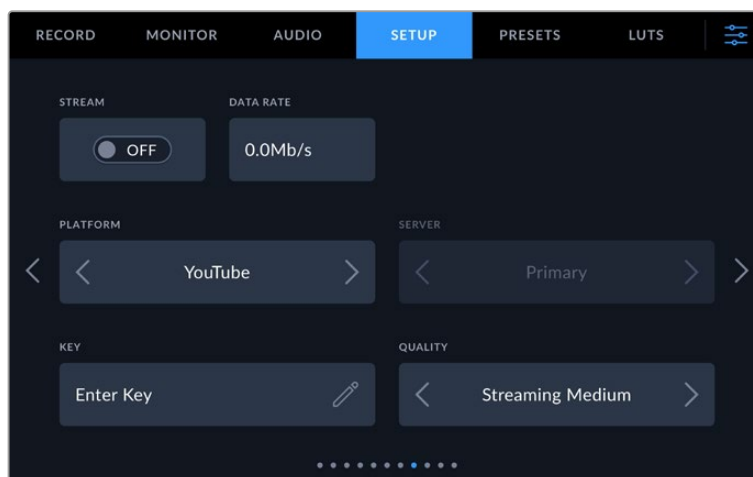 RECORD MONITOR AUDIO SETUP PRESETS LUTS
STREAM DATA RATE
OFF 0.0Mb/s
PLATFORM SERVER
YouTube Primary
KEY QUALITY
Enter Key Streaming Medium